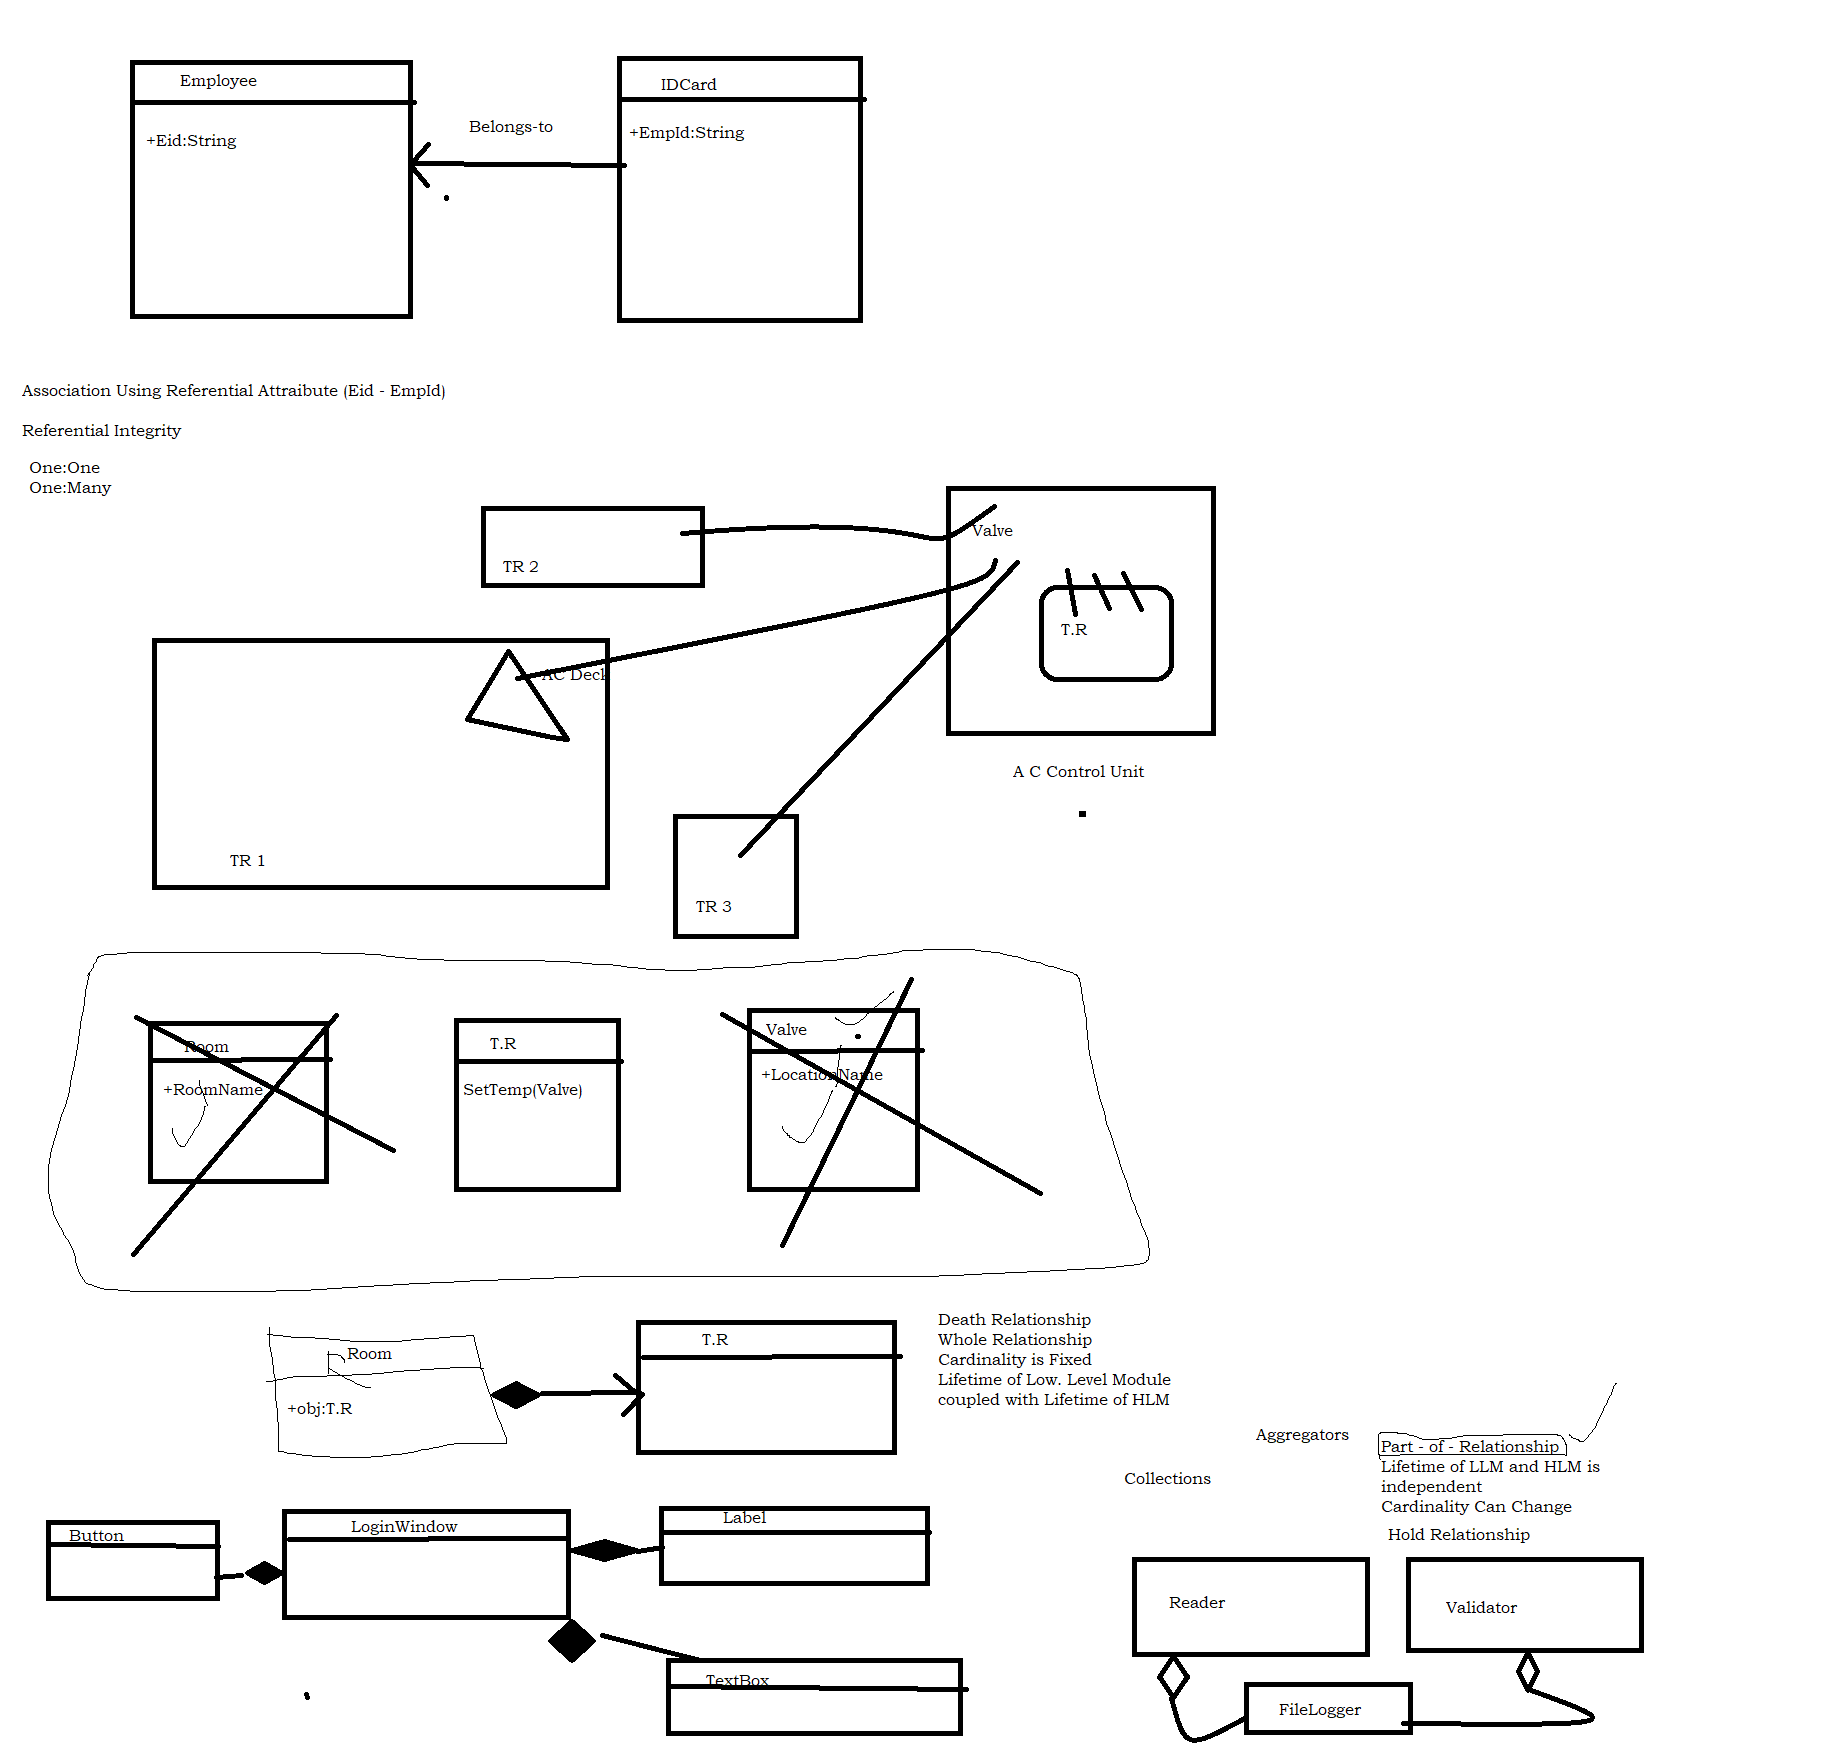 Employee
IDCard
Belongs-to
+EmpId:String
+Eid:String
Association Using Referential Attraibute (Eid - EmpId)
Referential Integrity
One:One
One:Many
Valve
TR 2
T.R
AC Deck
A C Control Unit
TR 1
TR 3
Room
T.R
Valve
+RoomName
SetTemp(Valve)
+LocationName
Death Relationship
Whole Relationship
Cardinality is Fixed
Lifetime of Low. Level Module
coupled with Lifetime of HLM
T.R
Room
+obj:T.R
Aggregators
Part - of - Relationship
Lifetime of LLM and HLM is
independent
Cardinality Can Change
Collections
Hold Relationship
Button
LoginWindow
Label
TextBox
Reader
Validator
FileLogger